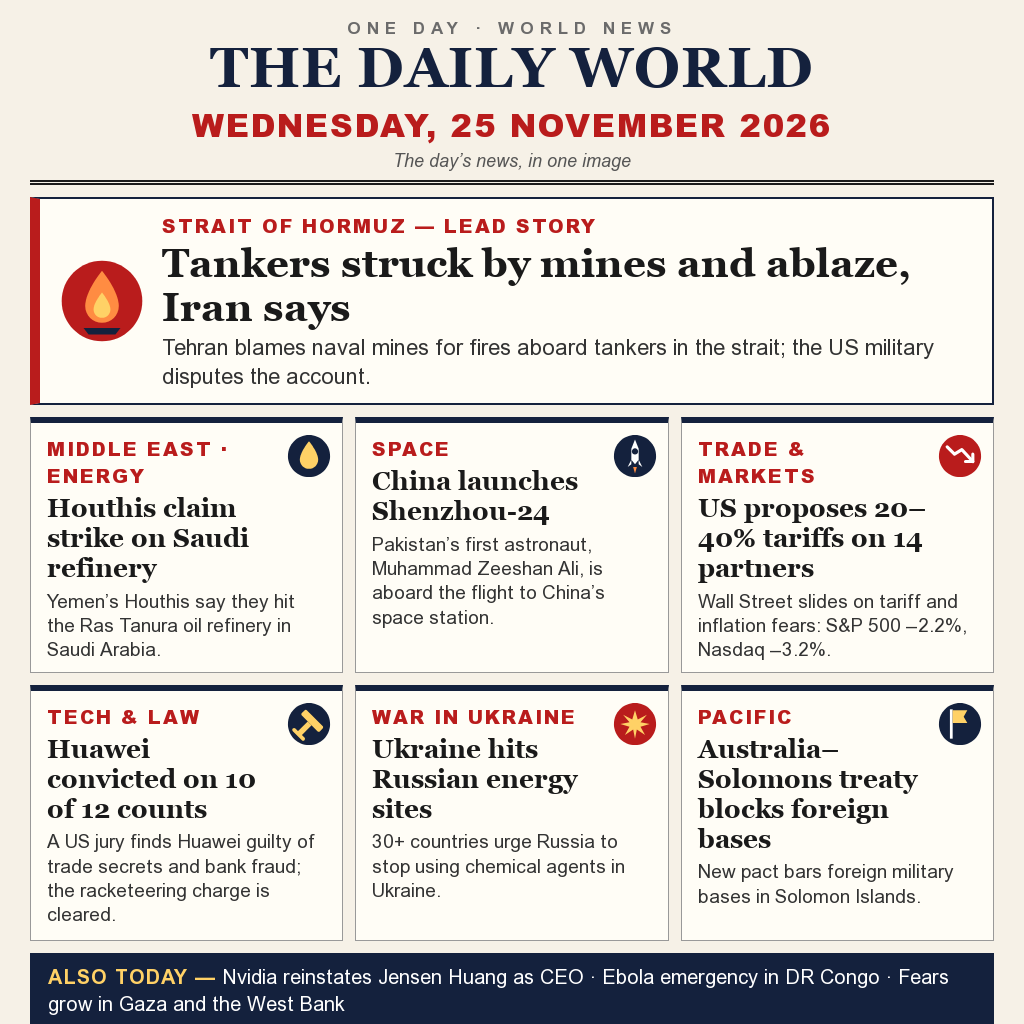 ONE DAY · WORLD NEWS
THE DAILY WORLD
WEDNESDAY, 25 NOVEMBER 2026
The day’s news, in one image
STRAIT OF HORMUZ — LEAD STORY
Tankers struck by mines and ablaze,
Iran says
Tehran blames naval mines for fires aboard tankers in the strait; the US military
disputes the account.
MIDDLE EAST ·
ENERGY
Houthis claim
strike on Saudi
refinery
Yemen’s Houthis say they hit
the Ras Tanura oil refinery in
Saudi Arabia.
SPACE
China launches
Shenzhou-24
Pakistan’s first astronaut,
Muhammad Zeeshan Ali, is
aboard the flight to China’s
space station.
TRADE &
MARKETS
US proposes 20–
40% tariffs on 14
partners
Wall Street slides on tariff and
inflation fears: S&P 500 –2.2%,
Nasdaq –3.2%.
TECH & LAW
Huawei
convicted on 10
of 12 counts
A US jury finds Huawei guilty of
trade secrets and bank fraud;
the racketeering charge is
cleared.
WAR IN UKRAINE
Ukraine hits
Russian energy
sites
30+ countries urge Russia to
stop using chemical agents in
Ukraine.
PACIFIC
Australia–
Solomons treaty
blocks foreign
bases
New pact bars foreign military
bases in Solomon Islands.
ALSO TODAY — Nvidia reinstates Jensen Huang as CEO · Ebola emergency in DR Congo · Fears
grow in Gaza and the West Bank